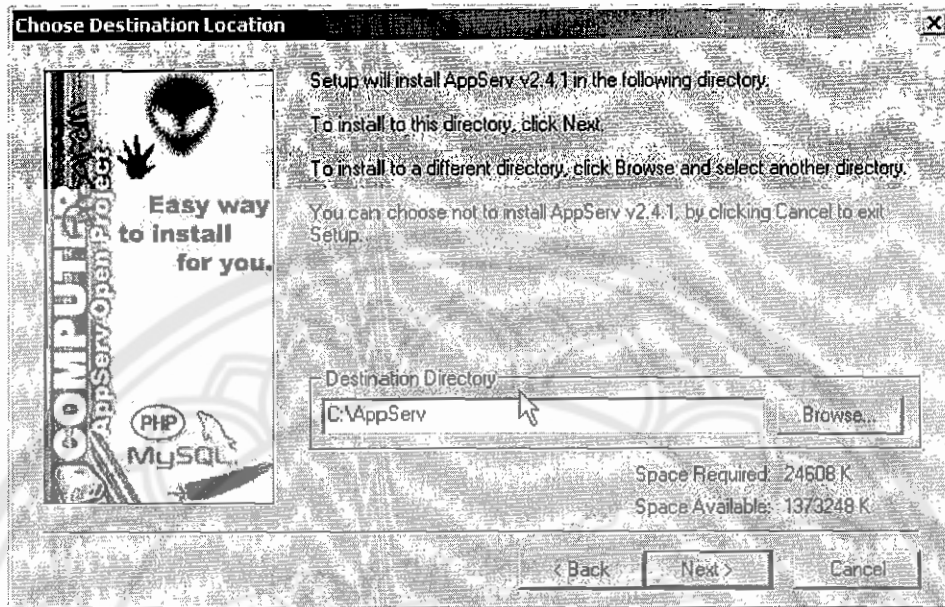 Choose Destination Location
Setup will install AppServ v2.4.1 in the following directory.
To install to this directory, click Next.
To install to a different directory, click Browse and select another directory.
You can choose not to install AppServ v2.4.1, by clicking Cancel to exit
Setup.
COMPUTER
AppServ Open Project
Easy way
to install
for you.
PHP
MySQL
Destination Directory
C:\AppServ
Browse...
Space Required: 24608 K
Space Available: 1373248 K
< Back
Next >
Cancel